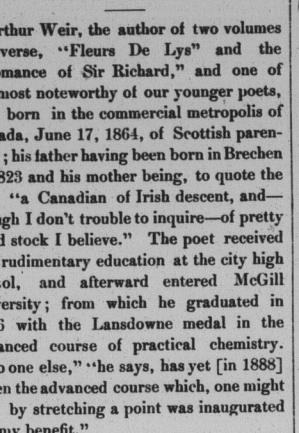 rthur Weir, the author of two volumes
verse, "Fleurs De Lys" and the
omance of Sir Richard," and one of
most noteworthy of our younger poets,
born in the commercial metropolis of
ada, June 17, 1864, of Scottish paren-
; his father having been born in Brechen
823 and his mother being, to quote the
"a Canadian of Irish descent, and—
ugh I don't trouble to inquire—of pretty
d stock I believe." The poet received
rudimentary education at the city high
ool, and afterward entered McGill
versity; from which he graduated in
6 with the Lansdowne medal in the
anced course of practical chemistry.
o one else," "he says, has yet [in 1888]
en the advanced course which, one might
by stretching a point was inaugurated
my benefit."